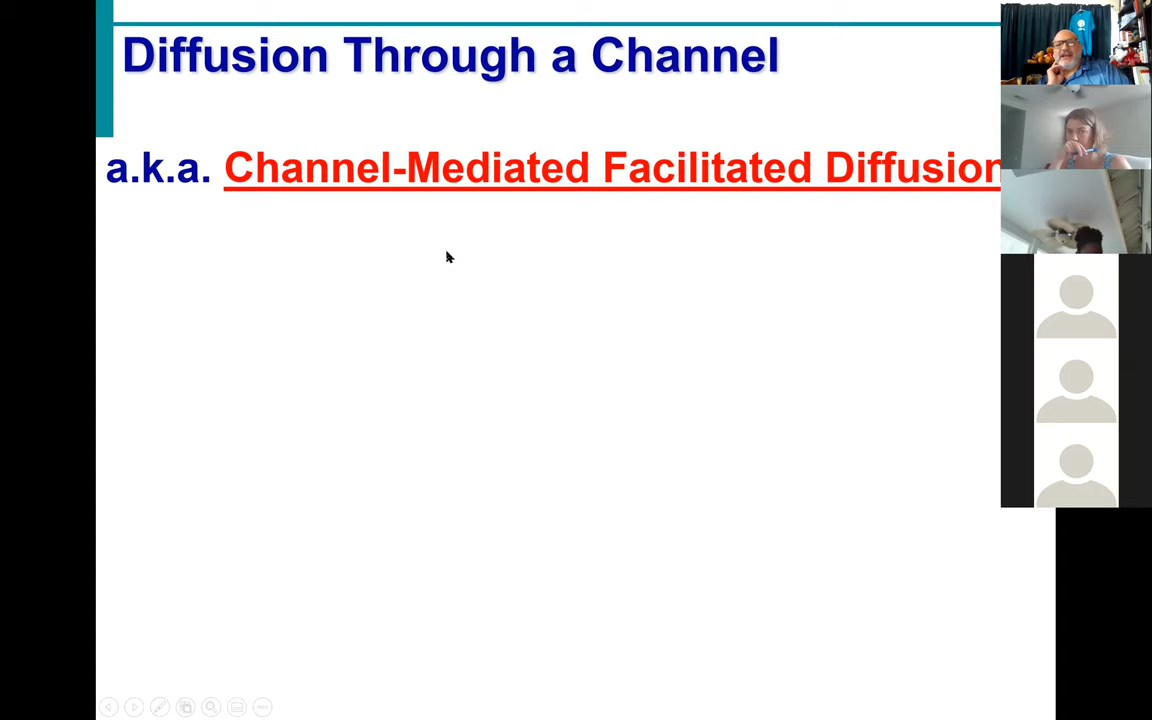 Diffusion Through a Channel
a.k.a. Channel-Mediated Facilitated Diffusion